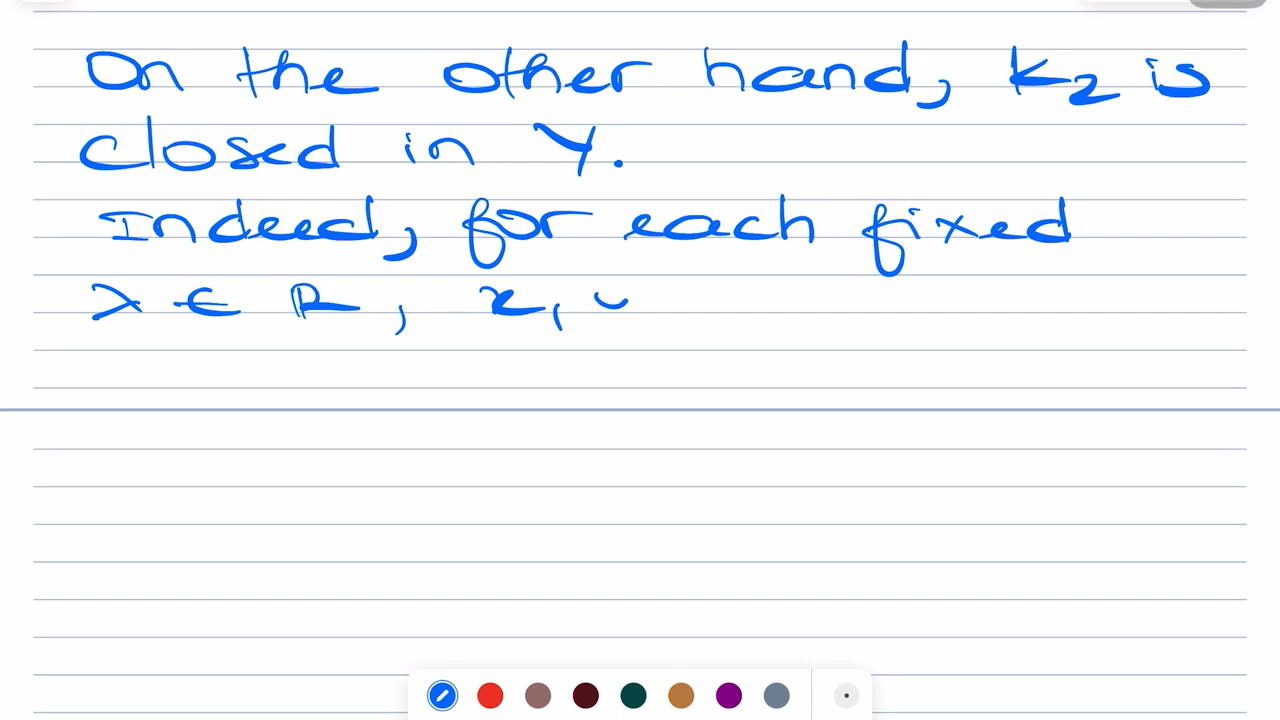 On the other hand, K₂ is
closed in Y.
Indeed, for each fixed
λ ∈ ℝ, x,